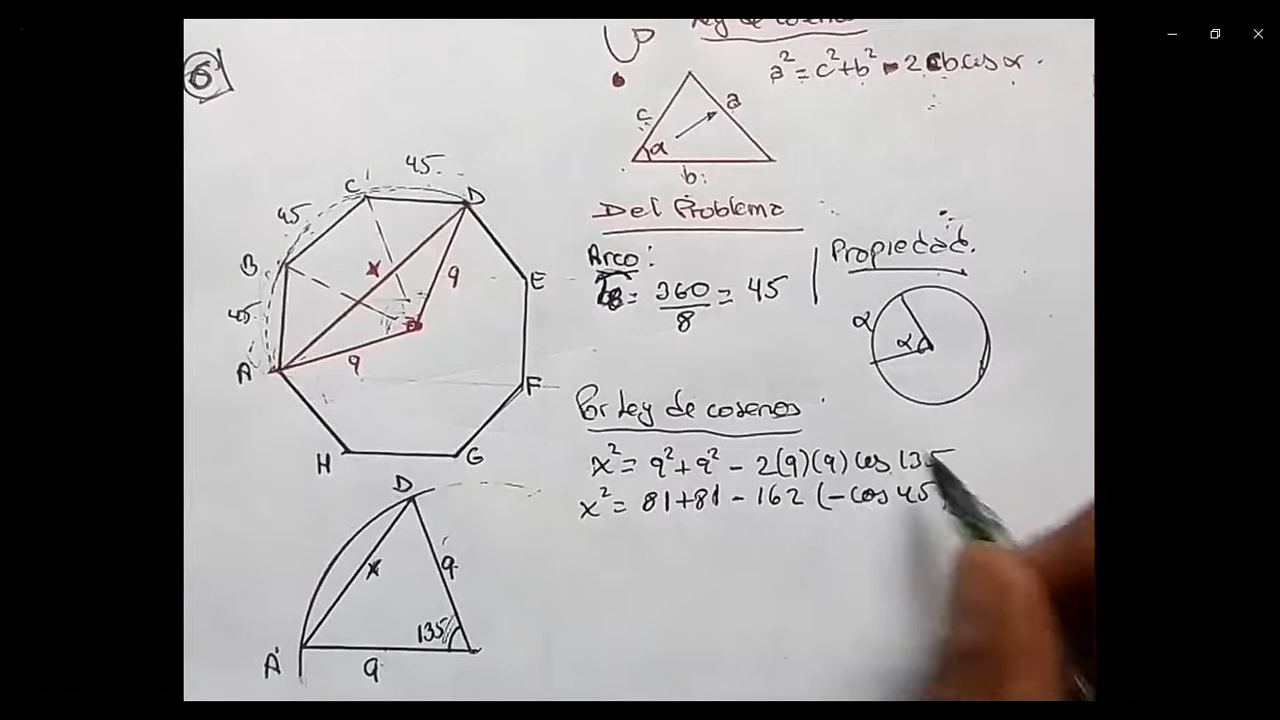 6
Ley de cosenos
a² = c² + b² - 2cb cos α
c
a
α
b
Del Problema
Arco:
= 360/8 = 45
Propiedad.
α
α
45
C
D
45
B
x
9
E
45
A
9
F
H
G
Por Ley de cosenos
x² = 9² + 9² - 2(9)(9) cos 135
x² = 81 + 81 - 162 (-cos 45)
D
x
9
135
A
9